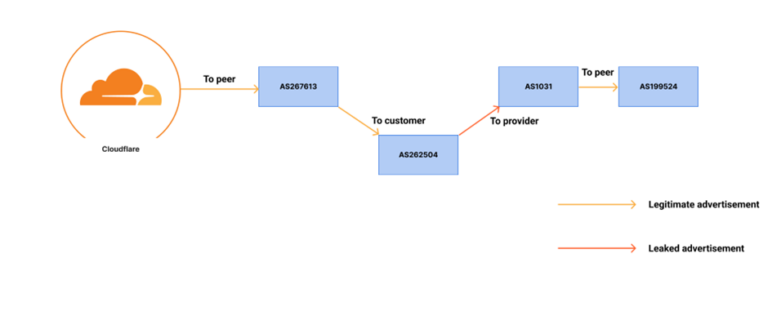 To peer
AS267613
To customer
AS262504
To provider
AS1031
To peer
AS199524
Cloudflare
Legitimate advertisement
Leaked advertisement